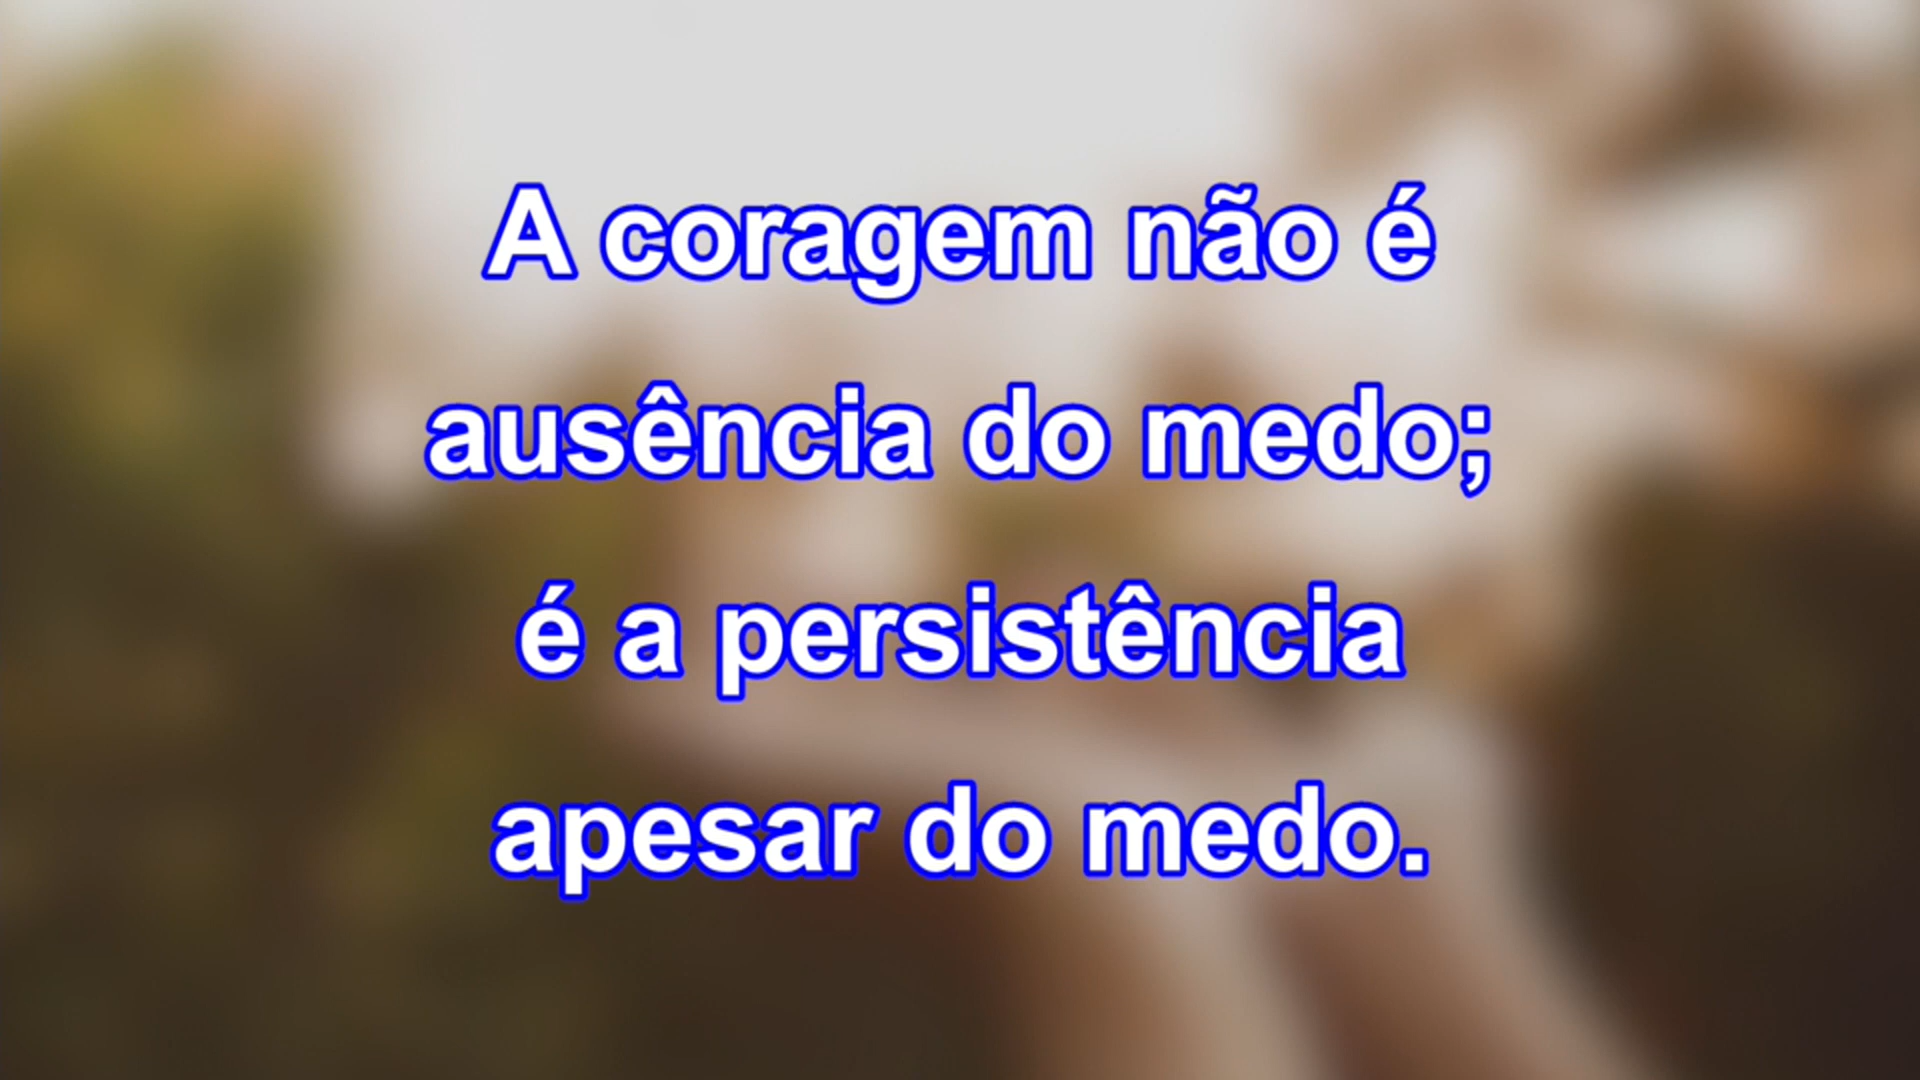 A coragem não é
ausência do medo;
é a persistência
apesar do medo.